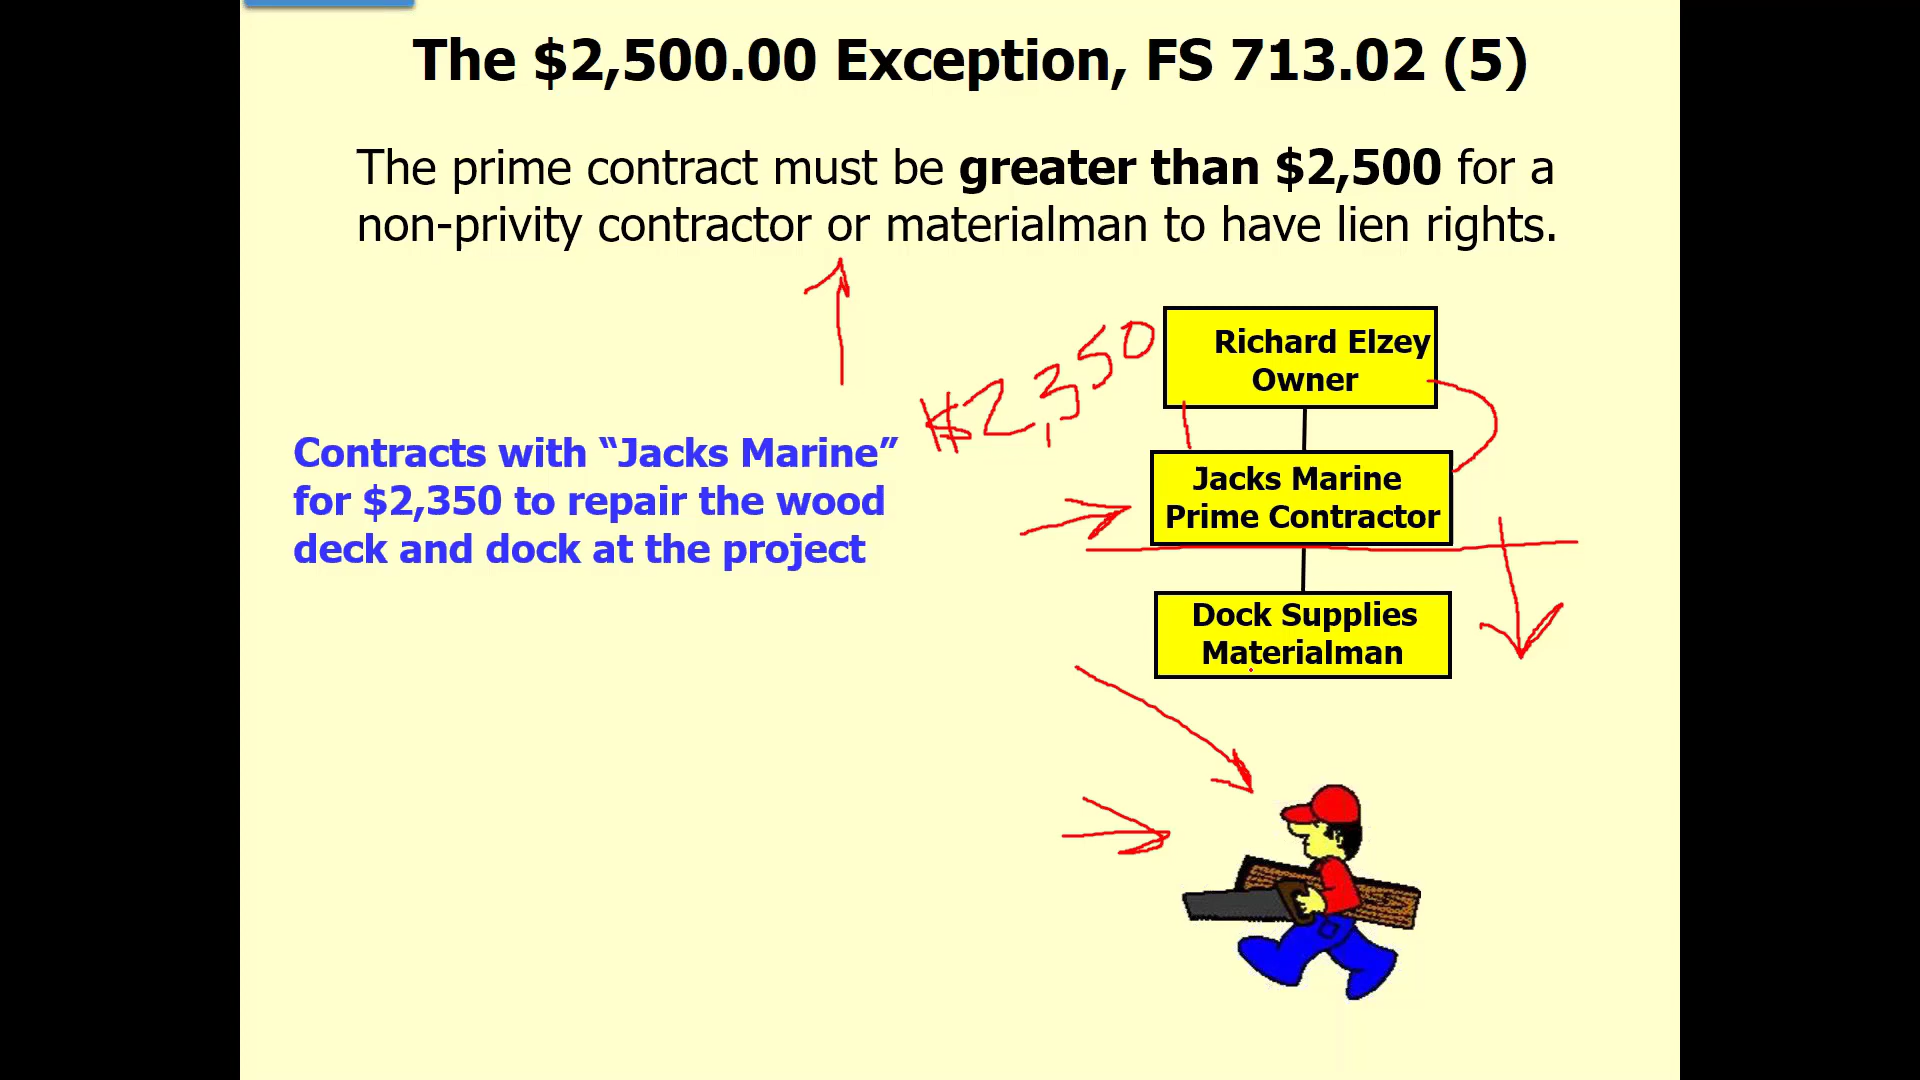 The $2,500.00 Exception, FS 713.02 (5)
The prime contract must be greater than $2,500 for a
non-privity contractor or materialman to have lien rights.
$2,350
Richard Elzey
Owner
Contracts with “Jacks Marine”
for $2,350 to repair the wood
deck and dock at the project
Jacks Marine
Prime Contractor
Dock Supplies
Materialman